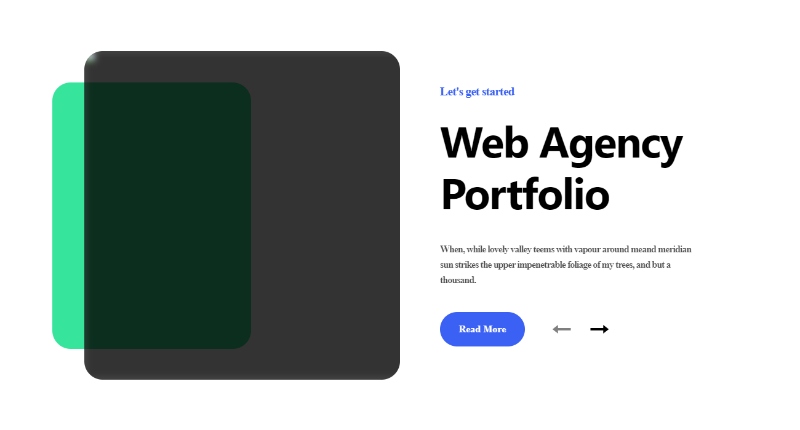 Let's get started
Web Agency
Portfolio
When, while lovely valley teems with vapour around meand meridian
sun strikes the upper impenetrable foliage of my trees, and but a
thousand.
Read More